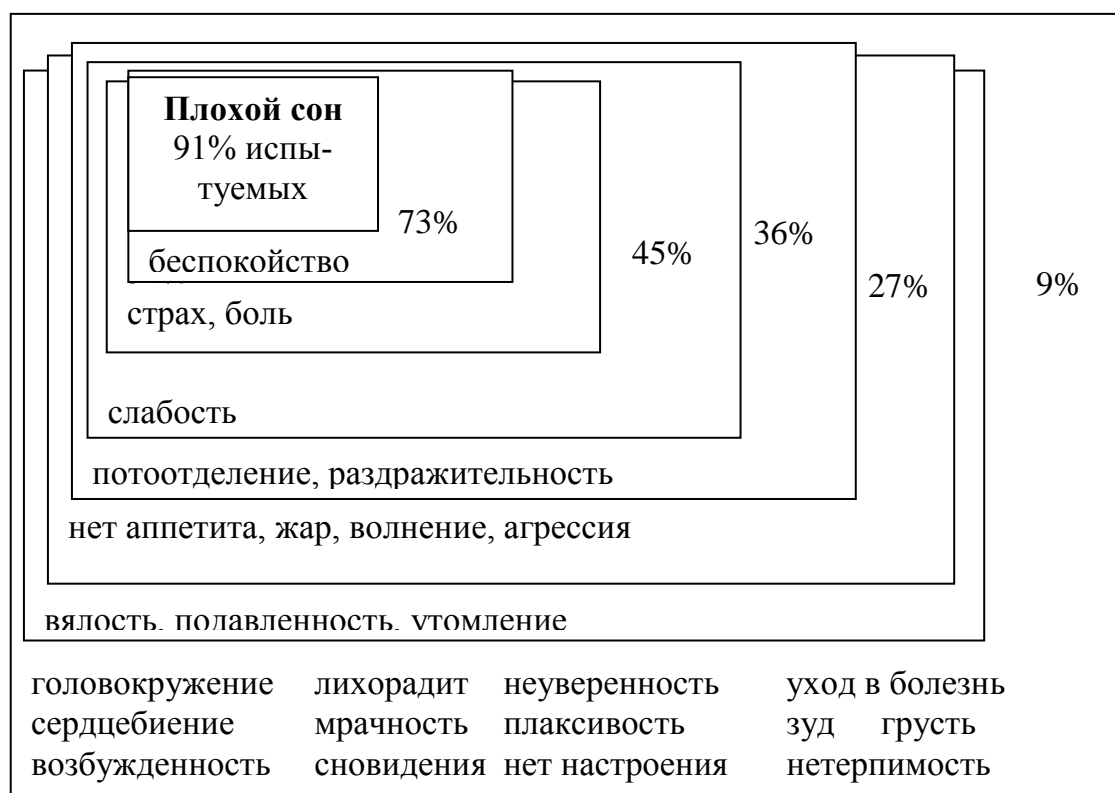 Плохой сон
91% испы-
туемых
73%
беспокойство
45%
36%
27%
9%
страх, боль
слабость
потоотделение, раздражительность
нет аппетита, жар, волнение, агрессия
вялость, подавленность, утомление
головокружение лихорадит неуверенность уход в болезнь
сердцебиение мрачность плаксивость зуд грусть
возбужденность сновидения нет настроения нетерпимость